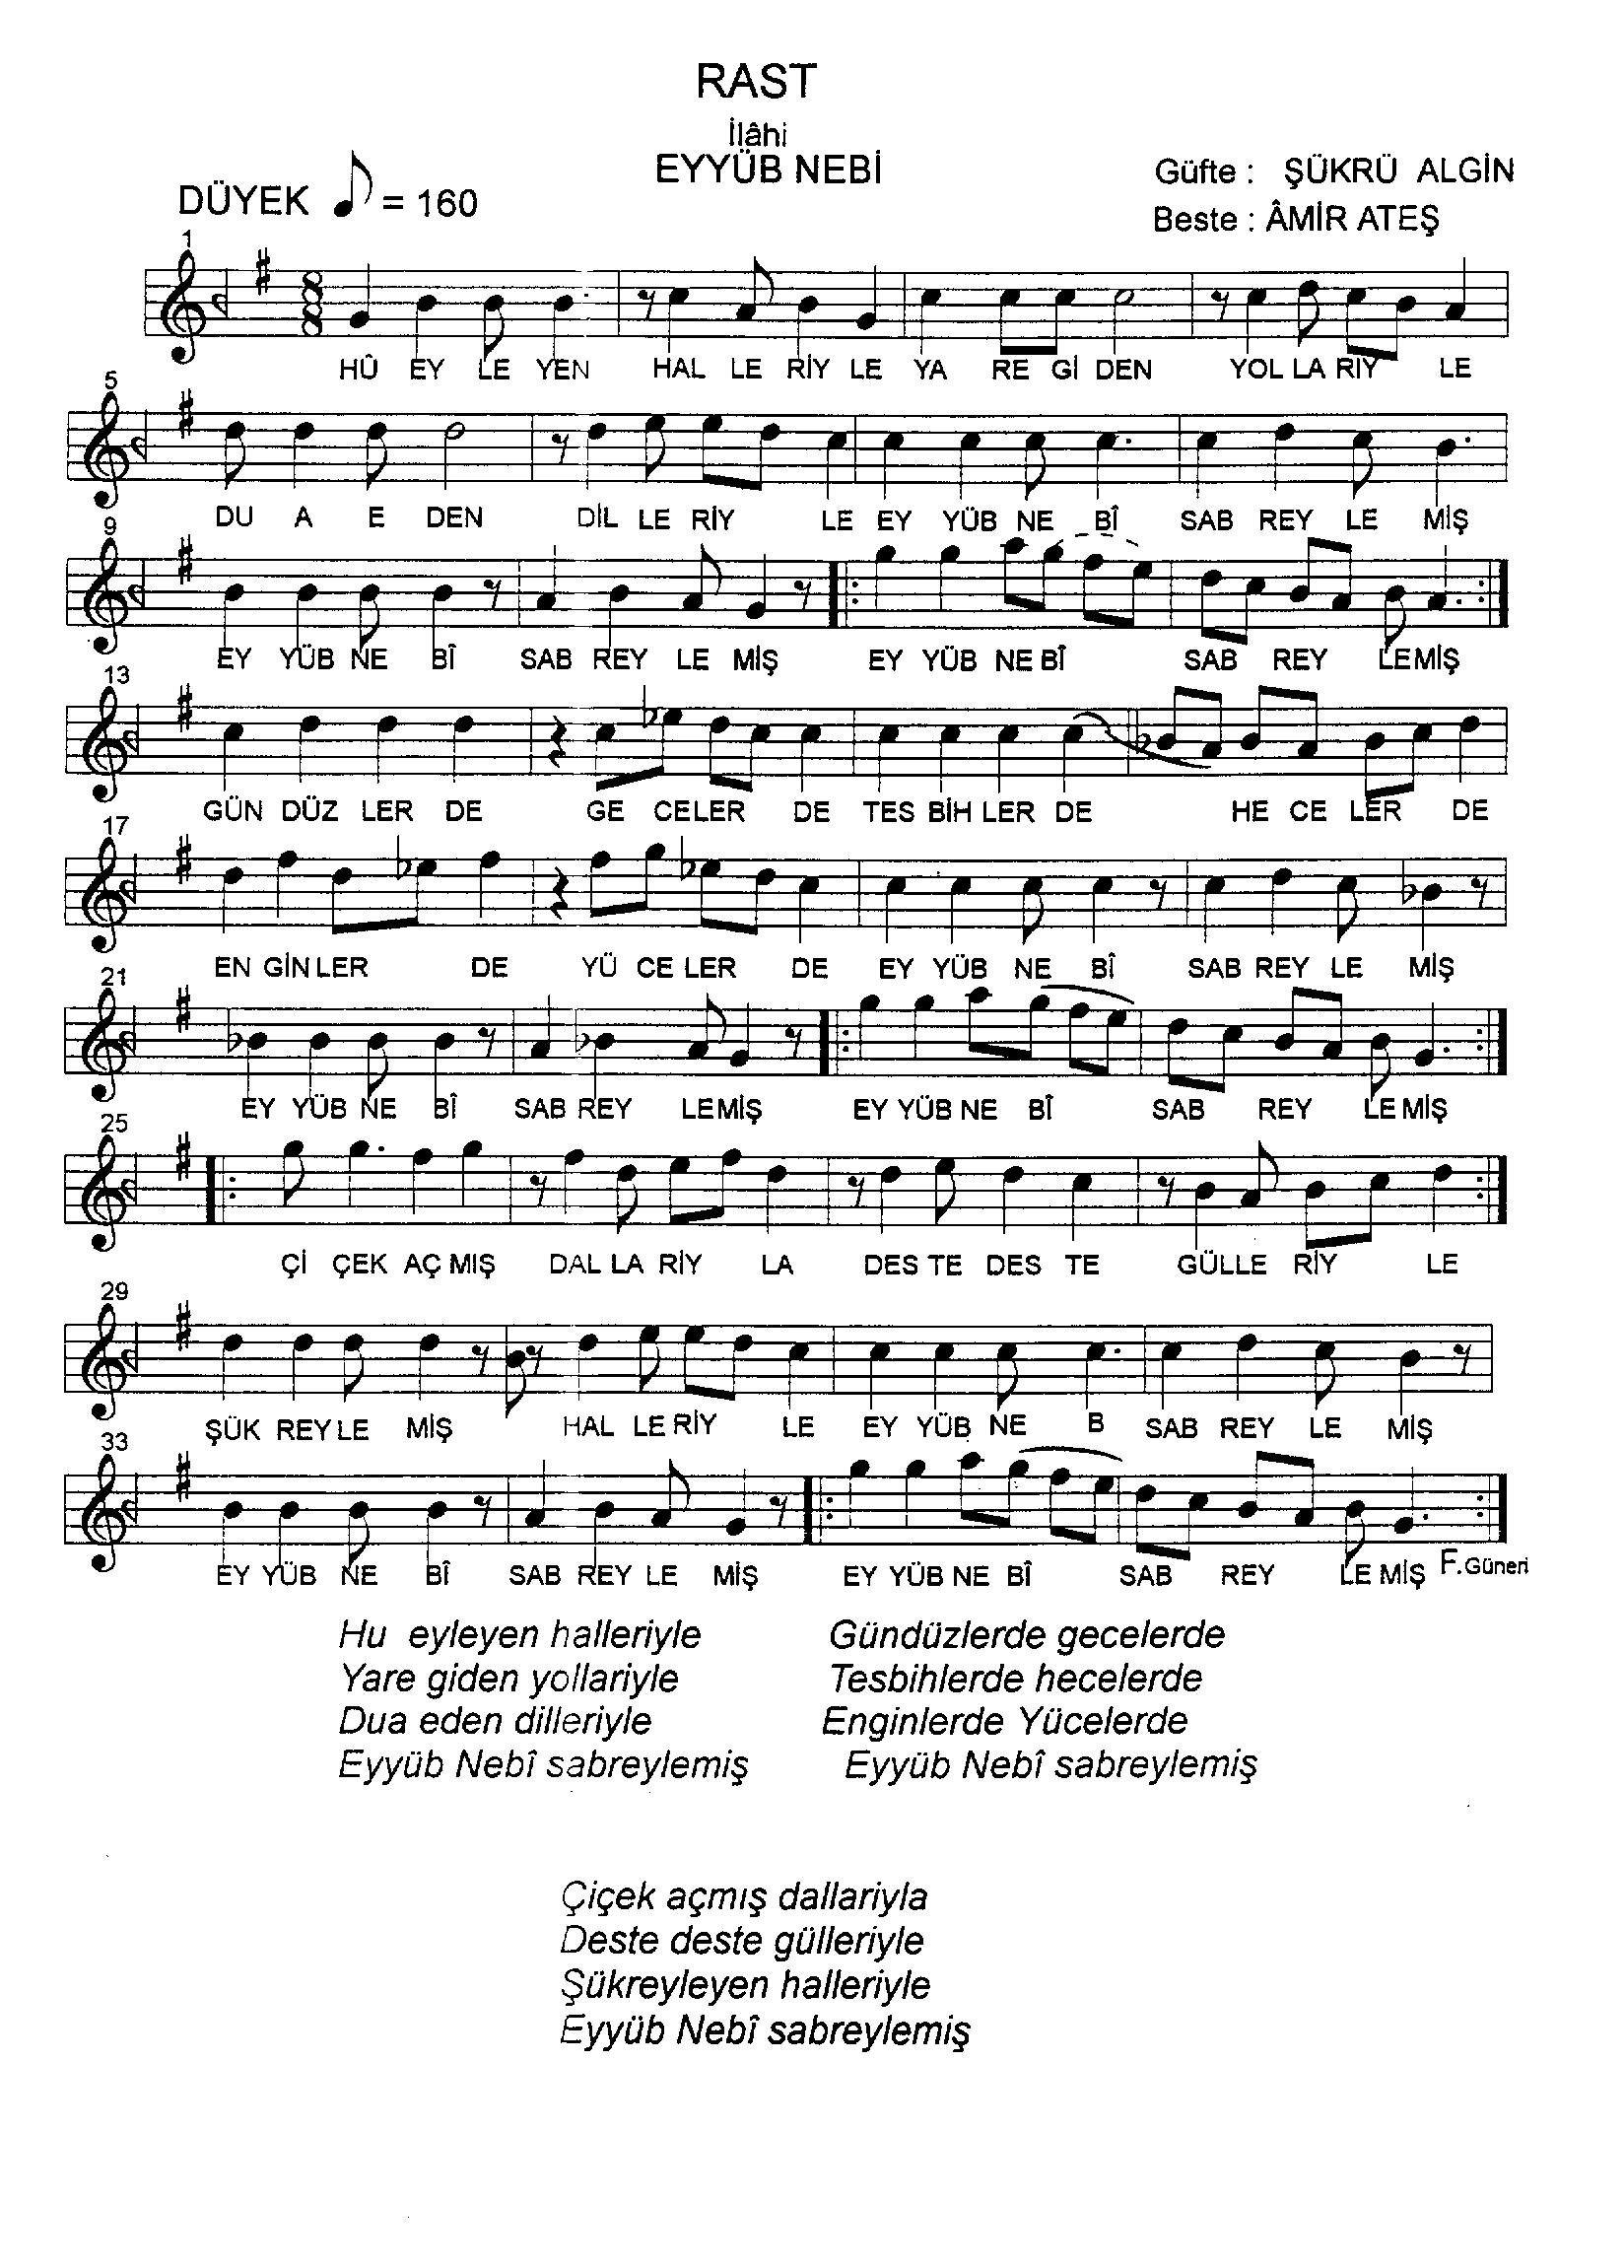 RAST
İlâhi
EYYÜB NEBİ
DÜYEK = 160
Güfte : ŞÜKRÜ ALGİN
Beste : ÂMİR ATEŞ
1
8
8
HÛ EY LE YEN HAL LE RİY LE YA RE Gİ DEN YOL LA RIY LE
5
DU A E DEN DİL LE RİY LE EY YÜB NE BÎ SAB REY LE MİŞ
9
EY YÜB NE BÎ SAB REY LE MİŞ EY YÜB NE BÎ SAB REY LE MİŞ
13
GÜN DÜZ LER DE GE CE LER DE TES BİH LER DE HE CE LER DE
17
EN GİN LER DE YÜ CE LER DE EY YÜB NE BÎ SAB REY LE MİŞ
21
EY YÜB NE BÎ SAB REY LE MİŞ EY YÜB NE BÎ SAB REY LE MİŞ
25
Çİ ÇEK AÇ MIŞ DAL LA RİY LA DES TE DES TE GÜL LE RİY LE
29
ŞÜK REY LE MİŞ HAL LE RİY LE EY YÜB NE B SAB REY LE MİŞ
33
EY YÜB NE BÎ SAB REY LE MİŞ EY YÜB NE BÎ SAB REY LE MİŞ F.Güneri
Hu eyleyen halleriyle
Yare giden yollariyle
Dua eden dilleriyle
Eyyüb Nebî sabreylemiş
Gündüzlerde gecelerde
Tesbihlerde hecelerde
Enginlerde Yücelerde
Eyyüb Nebî sabreylemiş
Çiçek açmış dallariyla
Deste deste gülleriyle
Şükreyleyen halleriyle
Eyyüb Nebî sabreylemiş